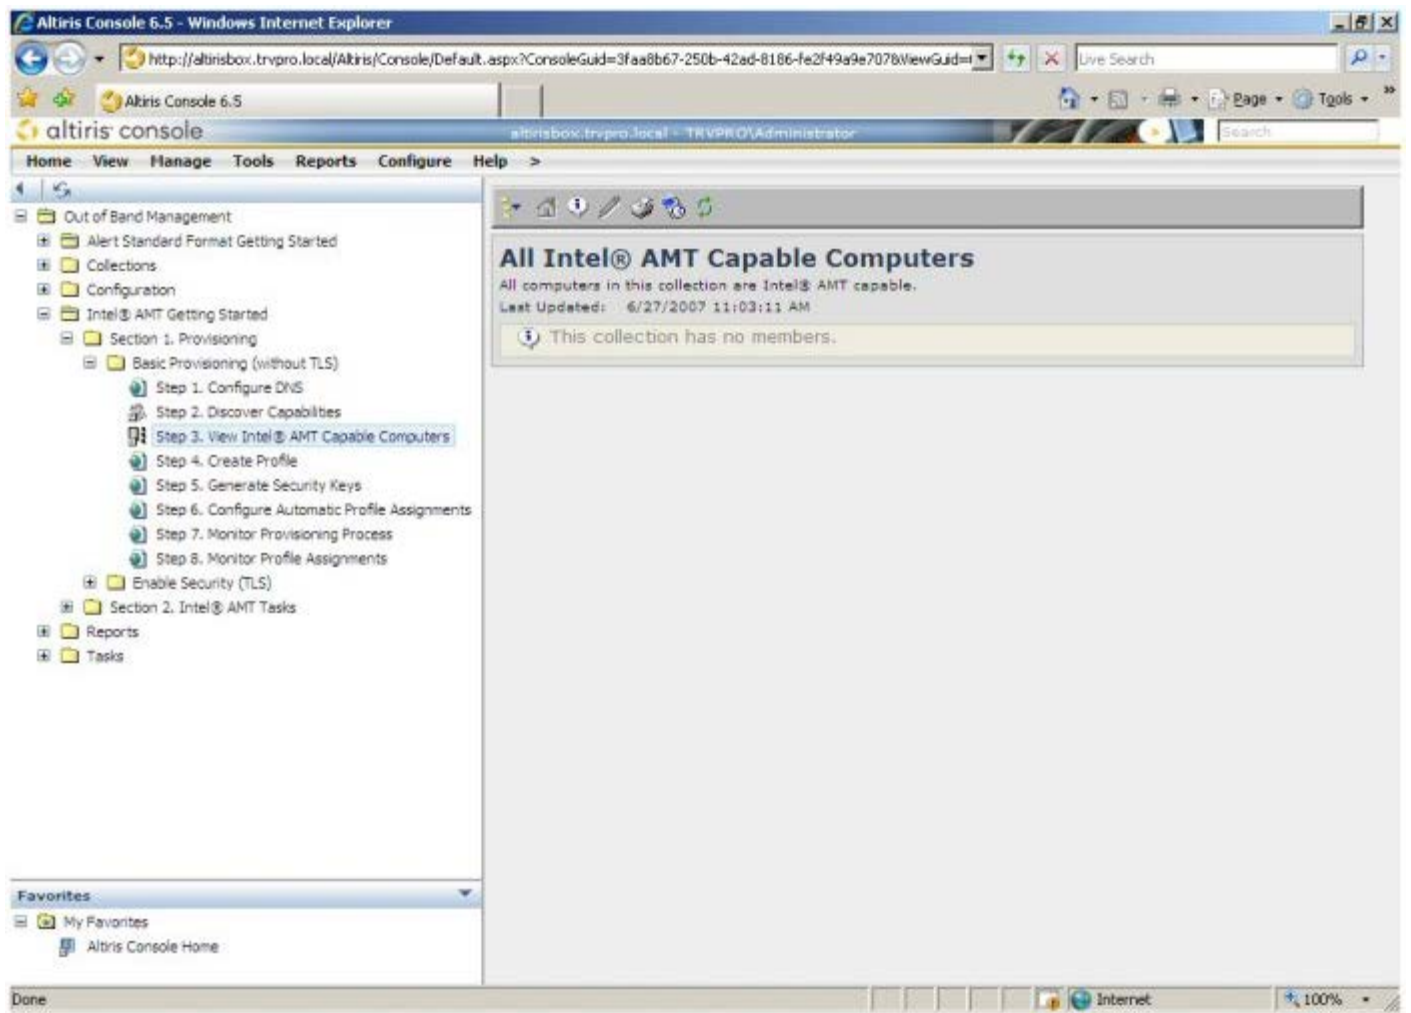 Altiris Console 6.5 - Windows Internet Explorer
http://altirisbox.trvpro.local/Altiris/Console/Default.aspx?ConsoleGuid=3faa8b67-250b-42ad-8186-fe2f49a9e707&ViewGuid=
Live Search
Altiris Console 6.5
Page
Tools
altiris console
altirisbox.trvpro.local - TRVPRO\Administrator
Search
Home View Manage Tools Reports Configure Help >
Out of Band Management
Alert Standard Format Getting Started
Collections
Configuration
Intel® AMT Getting Started
Section 1. Provisioning
Basic Provisioning (without TLS)
Step 1. Configure DNS
Step 2. Discover Capabilities
Step 3. View Intel® AMT Capable Computers
Step 4. Create Profile
Step 5. Generate Security Keys
Step 6. Configure Automatic Profile Assignments
Step 7. Monitor Provisioning Process
Step 8. Monitor Profile Assignments
Enable Security (TLS)
Section 2. Intel® AMT Tasks
Reports
Tasks
All Intel® AMT Capable Computers
All computers in this collection are Intel® AMT capable.
Last Updated: 6/27/2007 11:03:11 AM
This collection has no members.
Favorites
My Favorites
Altiris Console Home
Done
Internet
100%